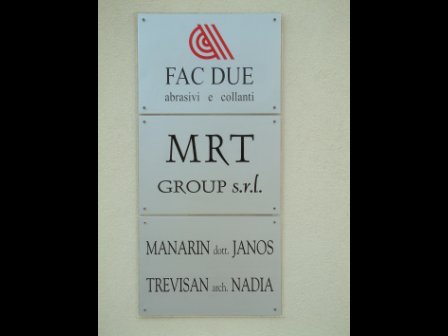 FAC DUE
abrasivi e collanti
MRT
GROUP s.r.l.
MANARIN dott. JANOS
TREVISAN arch. NADIA